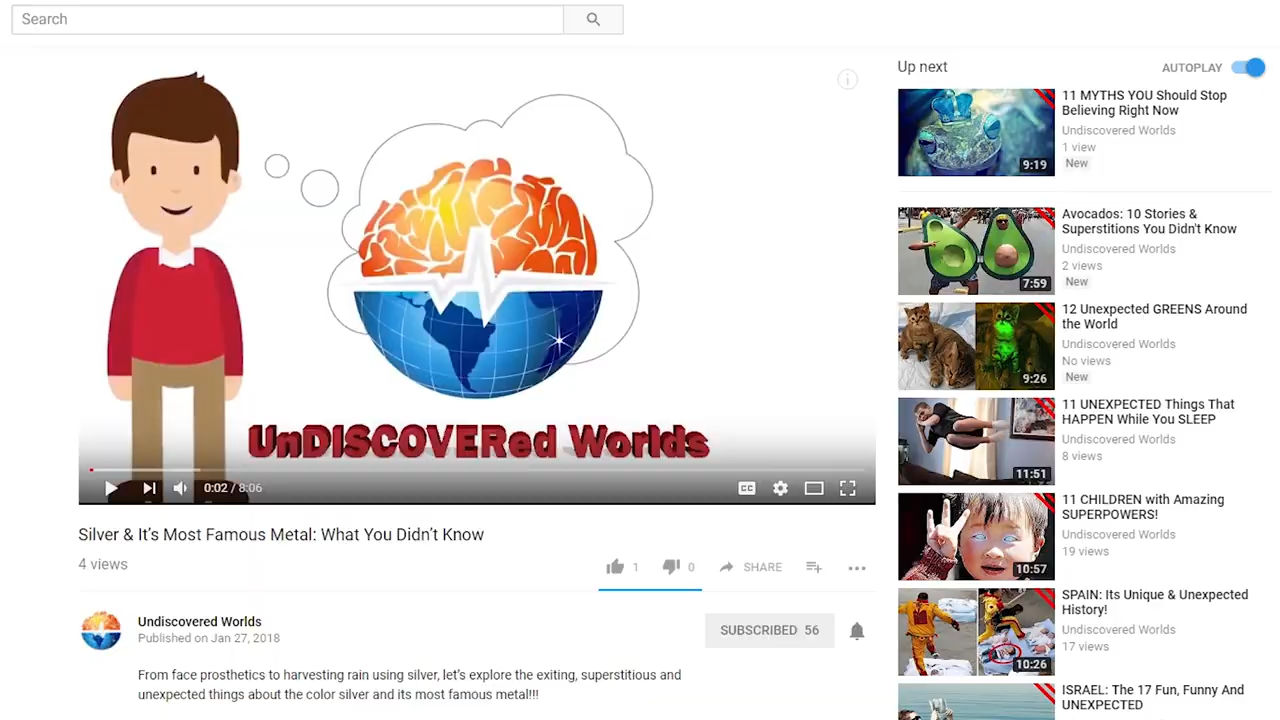 Search
Up next
AUTOPLAY
11 MYTHS YOU Should Stop
Believing Right Now
Undiscovered Worlds
1 view
New
9:19
Avocados: 10 Stories &
Superstitions You Didn't Know
Undiscovered Worlds
2 views
New
7:59
12 Unexpected GREENS Around
the World
Undiscovered Worlds
No views
New
9:26
11 UNEXPECTED Things That
HAPPEN While You SLEEP
Undiscovered Worlds
8 views
11:51
11 CHILDREN with Amazing
SUPERPOWERS!
Undiscovered Worlds
19 views
10:57
SPAIN: Its Unique & Unexpected
History!
Undiscovered Worlds
17 views
10:26
ISRAEL: The 17 Fun, Funny And
UNEXPECTED
UnDISCOVERed Worlds
0:02 / 8:06
CC
Silver & It’s Most Famous Metal: What You Didn’t Know
4 views
1
0
SHARE
Undiscovered Worlds
Published on Jan 27, 2018
SUBSCRIBED 56
From face prosthetics to harvesting rain using silver, let’s explore the exiting, superstitious and
unexpected things about the color silver and its most famous metal!!!